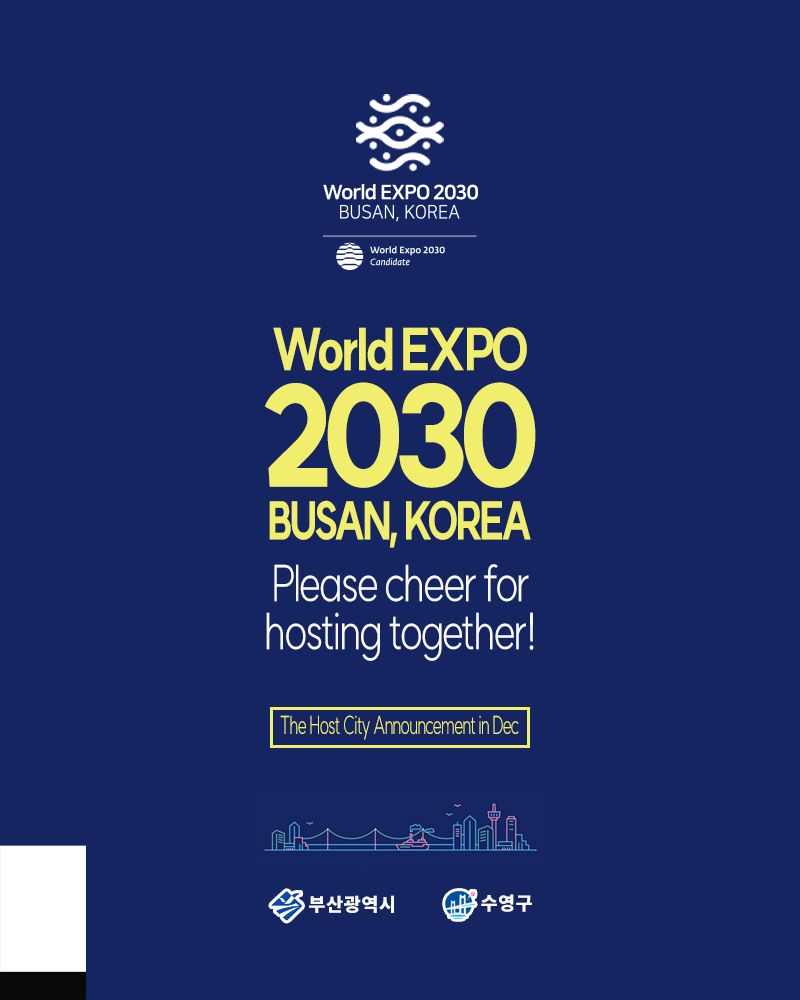 World EXPO 2030
BUSAN, KOREA
World Expo 2030
Candidate
World EXPO
2030
BUSAN, KOREA
Please cheer for
hosting together!
The Host City Announcement in Dec
부산광역시
수영구